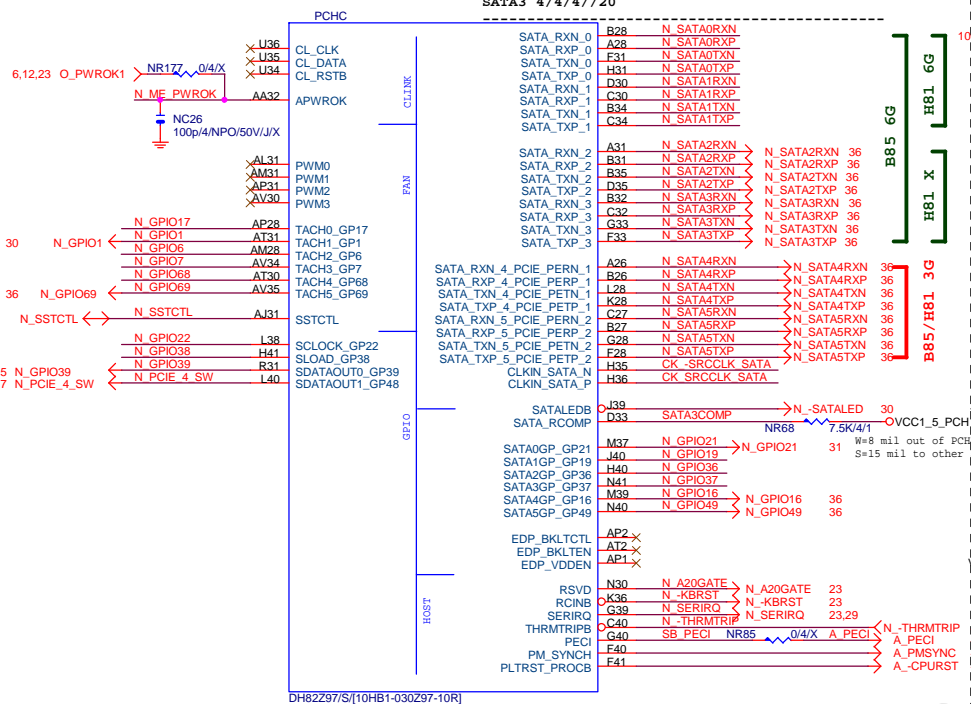 SATA3 4/4/4//20
PCHC
U36 CL_CLK
U35 CL_DATA
U34 CL_RSTB
6,12,23 O_PWROK1 NR177 0/4/X
N_ME_PWROK AA32 APWROK
NC26
100p/4/NPO/50V/J/X
CLINK
AL31 PWM0
AM31 PWM1
AP31 PWM2
AV30 PWM3
FAN
N_GPIO17 AP28 TACH0_GP17
30 N_GPIO1 N_GPIO1 AT31 TACH1_GP1
N_GPIO6 AM28 TACH2_GP6
N_GPIO7 AV34 TACH3_GP7
N_GPIO68 AT30 TACH4_GP68
36 N_GPIO69 N_GPIO69 AV35 TACH5_GP69
N_SSTCTL N_SSTCTL AJ31 SSTCTL
N_GPIO22 L38 SCLOCK_GP22
N_GPIO38 H41 SLOAD_GP38
5 N_GPIO39 N_GPIO39 R31 SDATAOUT0_GP39
7 N_PCIE_4_SW N_PCIE_4_SW L40 SDATAOUT1_GP48
GPIO
HOST
SATA_RXN_0 B28 N_SATA0RXN
SATA_RXP_0 A28 N_SATA0RXP
SATA_TXN_0 F31 N_SATA0TXN
SATA_TXP_0 H31 N_SATA0TXP
SATA_RXN_1 D30 N_SATA1RXN
SATA_RXP_1 C30 N_SATA1RXP
SATA_TXN_1 B34 N_SATA1TXN
SATA_TXP_1 C34 N_SATA1TXP
SATA_RXN_2 A31 N_SATA2RXN N_SATA2RXN 36
SATA_RXP_2 B31 N_SATA2RXP N_SATA2RXP 36
SATA_TXN_2 B35 N_SATA2TXN N_SATA2TXN 36
SATA_TXP_2 D35 N_SATA2TXP N_SATA2TXP 36
SATA_RXN_3 B32 N_SATA3RXN N_SATA3RXN 36
SATA_RXP_3 C32 N_SATA3RXP N_SATA3RXP 36
SATA_TXN_3 G33 N_SATA3TXN N_SATA3TXN 36
SATA_TXP_3 F33 N_SATA3TXP N_SATA3TXP 36
B85 6G
H81 6G
H81 X
10
SATA_RXN_4_PCIE_PERN_1 A26 N_SATA4RXN N_SATA4RXN 36
SATA_RXP_4_PCIE_PERP_1 B26 N_SATA4RXP N_SATA4RXP 36
SATA_TXN_4_PCIE_PETN_1 L28 N_SATA4TXN N_SATA4TXN 36
SATA_TXP_4_PCIE_PETP_1 K28 N_SATA4TXP N_SATA4TXP 36
SATA_RXN_5_PCIE_PERN_2 C27 N_SATA5RXN N_SATA5RXN 36
SATA_RXP_5_PCIE_PERP_2 B27 N_SATA5RXP N_SATA5RXP 36
SATA_TXN_5_PCIE_PETN_2 G28 N_SATA5TXN N_SATA5TXN 36
SATA_TXP_5_PCIE_PETP_2 F28 N_SATA5TXP N_SATA5TXP 36
B85/H81 3G
CLKIN_SATA_N H35 CK_-SRCCLK_SATA
CLKIN_SATA_P H36 CK_SRCCLK_SATA
SATALEDB J39 N_-SATALED 30
SATA_RCOMP D33 SATA3COMP NR68 7.5K/4/1 VCC1_5_PCH
W=8 mil out of PCH
S=15 mil to other
SATA0GP_GP21 M37 N_GPIO21 N_GPIO21 31
SATA1GP_GP19 J40 N_GPIO19
SATA2GP_GP36 H40 N_GPIO36
SATA3GP_GP37 N41 N_GPIO37
SATA4GP_GP16 M39 N_GPIO16 N_GPIO16 36
SATA5GP_GP49 N40 N_GPIO49 N_GPIO49 36
EDP_BKLTCTL AP2
EDP_BKLTEN AT2
EDP_VDDEN AP1
RSVD N30 N_A20GATE N_A20GATE 23
RCINB K36 N_-KBRST N_-KBRST 23
SERIRQ G39 N_SERIRQ N_SERIRQ 23,29
THRMTRIPB C40 N_-THRMTRIP N_-THRMTRIP
PECI G40 SB_PECI NR85 0/4/X A_PECI A_PECI
PM_SYNCH F40 A_PMSYNC
PLTRST_PROCB F41 A_-CPURST
DH82Z97/S/[10HB1-030Z97-10R]